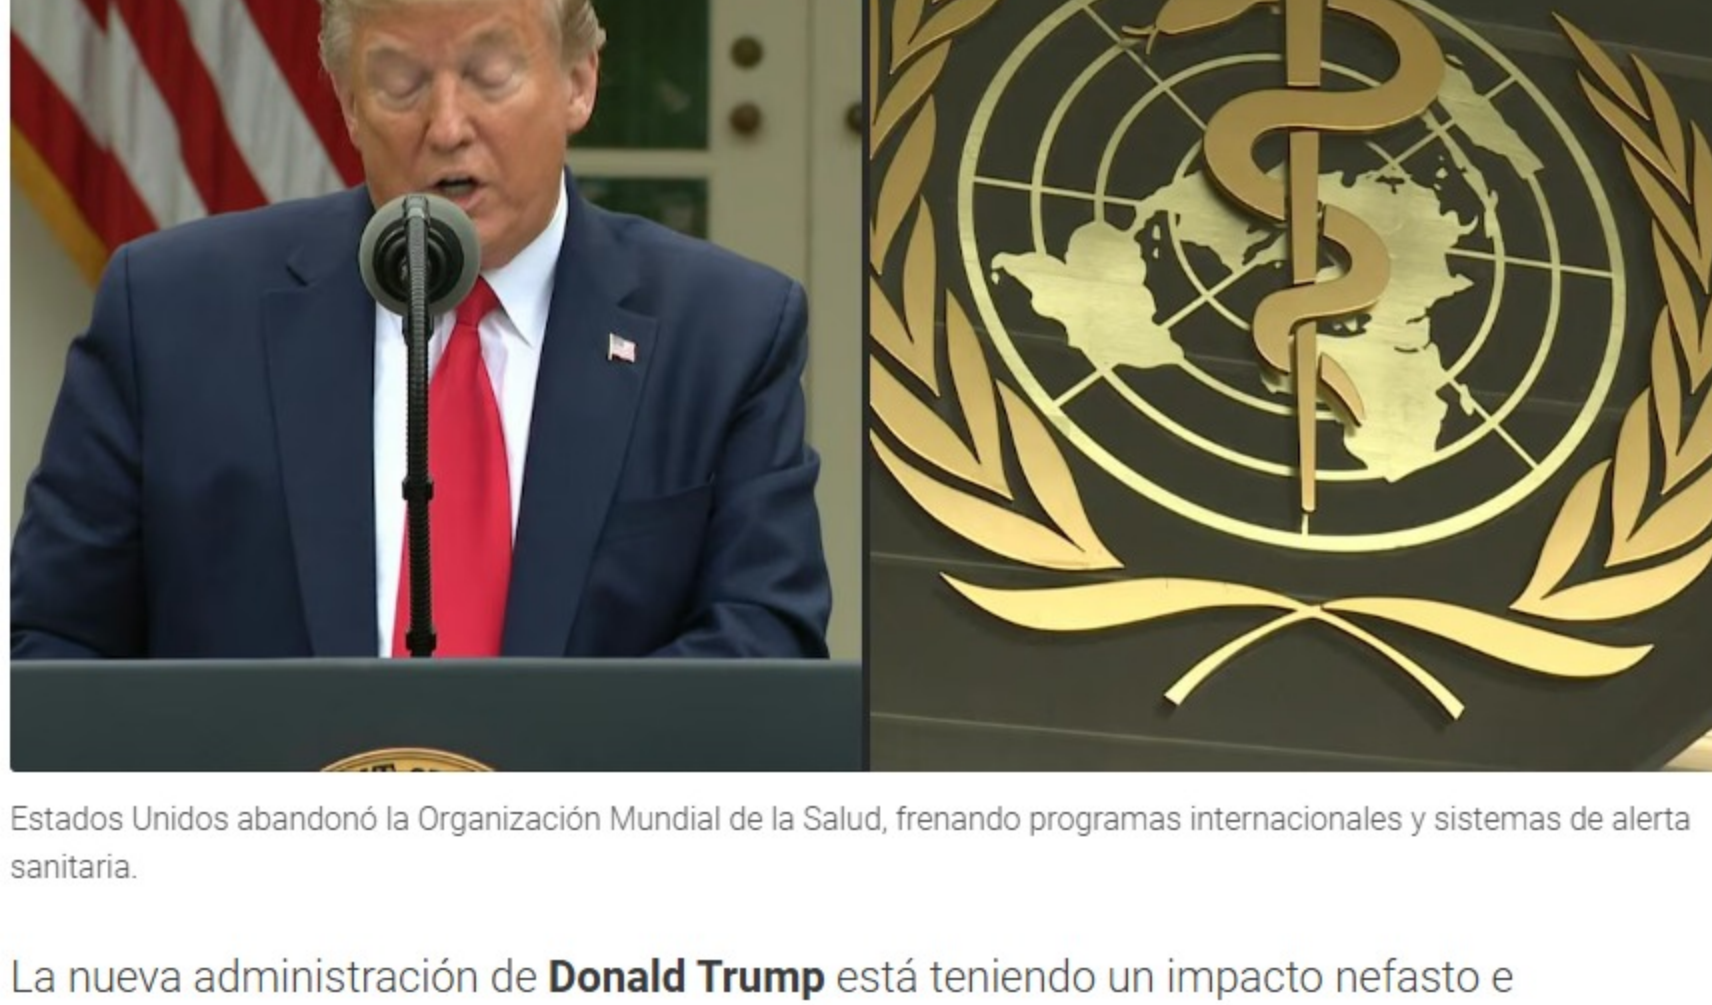 Estados Unidos abandonó la Organización Mundial de la Salud, frenando programas internacionales y sistemas de alerta
sanitaria.
La nueva administración de Donald Trump está teniendo un impacto nefasto e